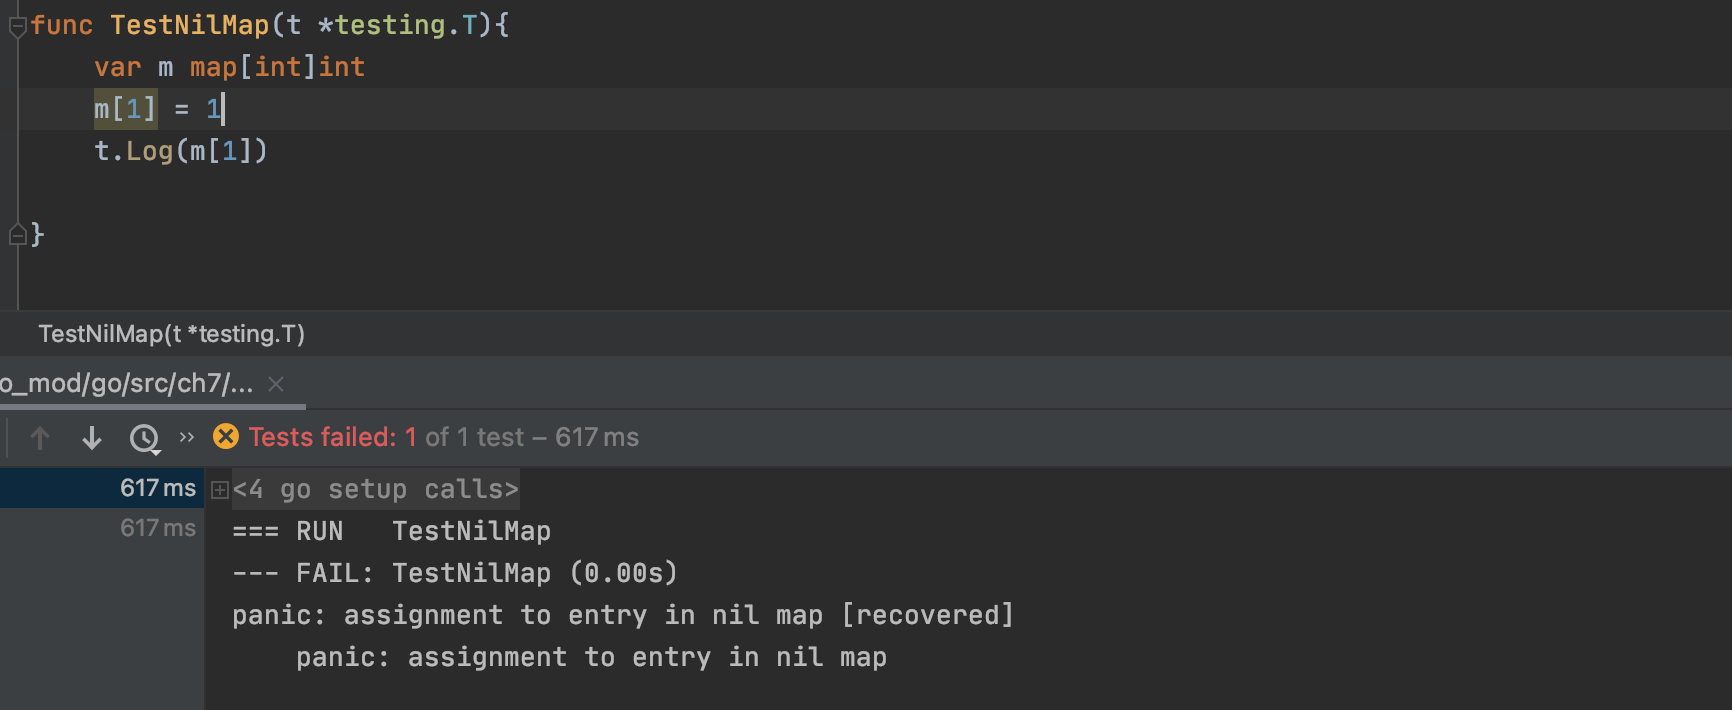 func TestNilMap(t *testing.T){
var m map[int]int
m[1] = 1
t.Log(m[1])
}
TestNilMap(t *testing.T)
o_mod/go/src/ch7/... ×
» Tests failed: 1 of 1 test – 617 ms
617 ms <4 go setup calls>
617 ms
=== RUN   TestNilMap
--- FAIL: TestNilMap (0.00s)
panic: assignment to entry in nil map [recovered]
panic: assignment to entry in nil map